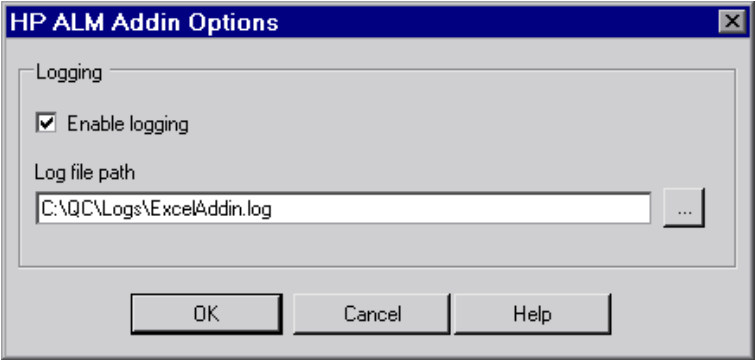 HP ALM Addin Options
Logging
Enable logging
Log file path
C:\QC\Logs\ExcelAddin.log
...
OK
Cancel
Help